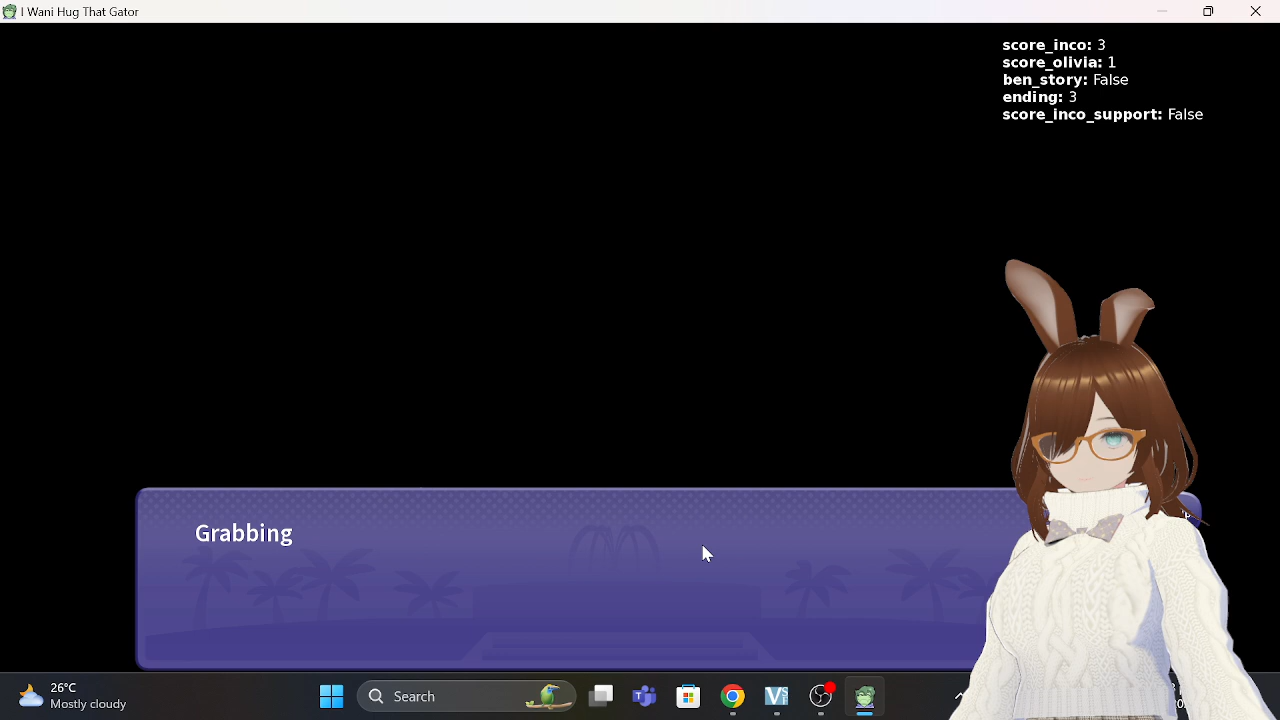 I Wani Hug That Gator
score_inco: 3
score_olivia: 1
ben_story: False
ending: 3
score_inco_support: False
Grabbing
26°C
Mostly cloudy
Search